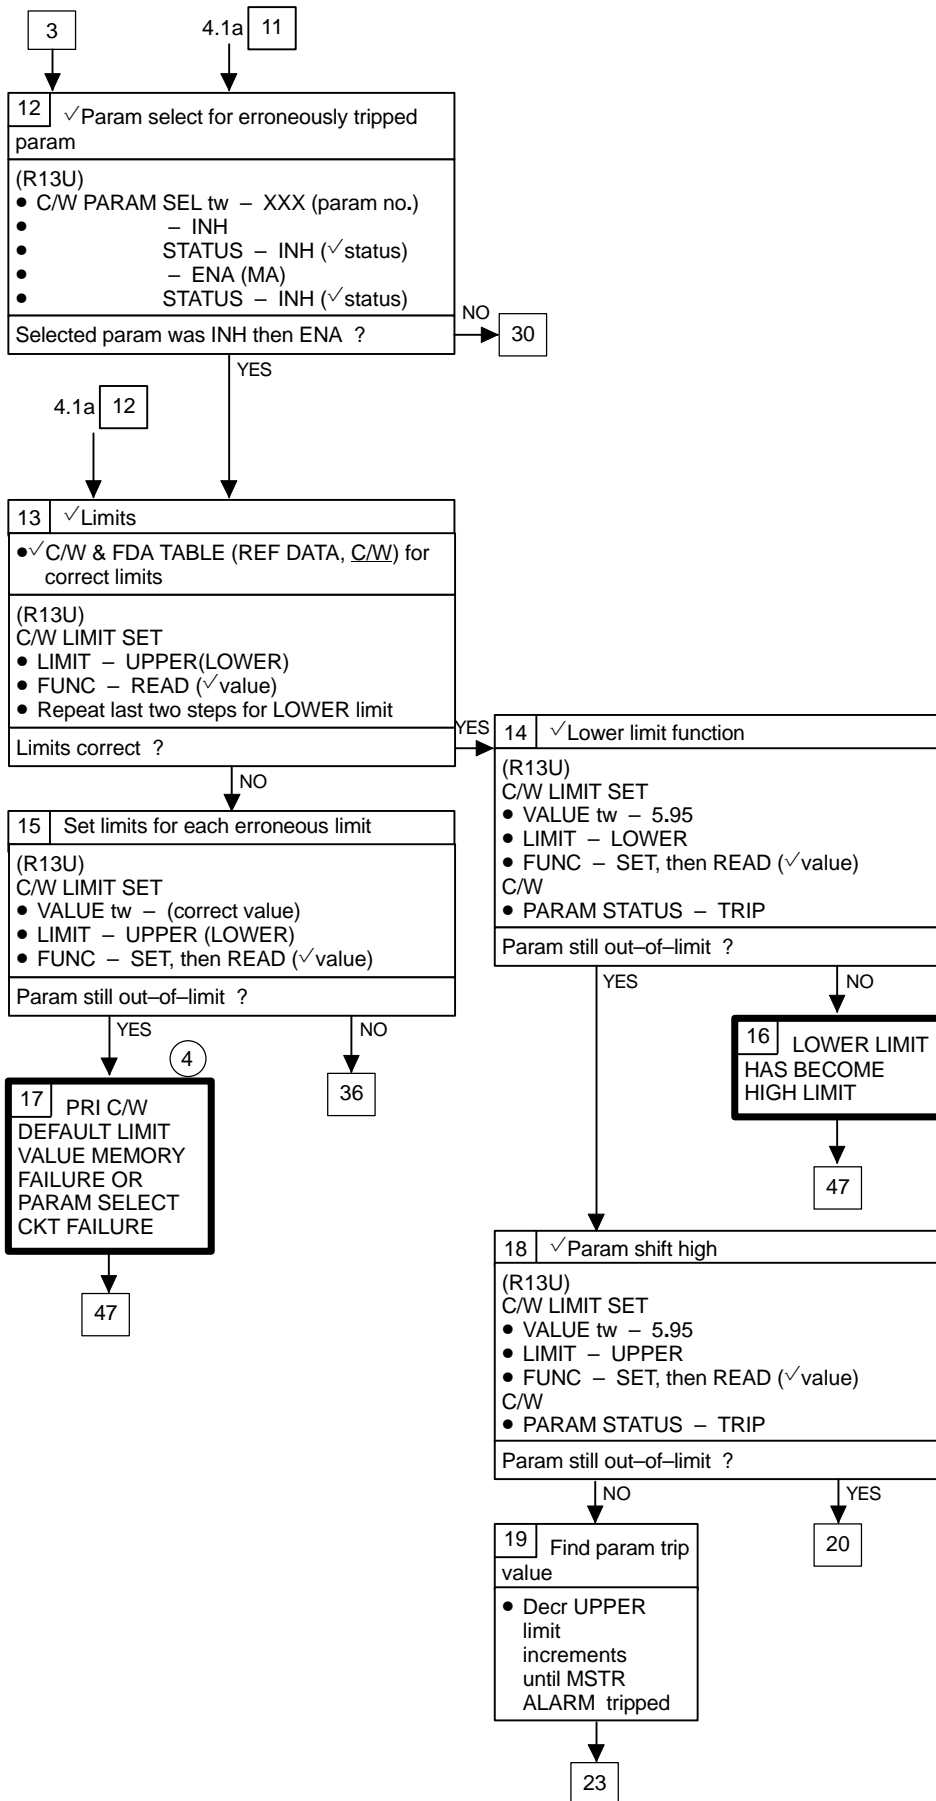 3
4.1a 11
12 √Param select for erroneously tripped
param
(R13U)
• C/W PARAM SEL tw – XXX (param no.)
• – INH
• STATUS – INH (√status)
• – ENA (MA)
• STATUS – INH (√status)
Selected param was INH then ENA ?
NO
30
YES
4.1a 12
13 √Limits
•√C/W & FDA TABLE (REF DATA, C/W) for
correct limits
(R13U)
C/W LIMIT SET
• LIMIT – UPPER(LOWER)
• FUNC – READ (√value)
• Repeat last two steps for LOWER limit
Limits correct ?
YES
NO
14 √Lower limit function
(R13U)
C/W LIMIT SET
• VALUE tw – 5.95
• LIMIT – LOWER
• FUNC – SET, then READ (√value)
C/W
• PARAM STATUS – TRIP
Param still out–of–limit ?
YES
NO
15 Set limits for each erroneous limit
(R13U)
C/W LIMIT SET
• VALUE tw – (correct value)
• LIMIT – UPPER (LOWER)
• FUNC – SET, then READ (√value)
Param still out–of–limit ?
YES
NO
4
36
16 LOWER LIMIT
HAS BECOME
HIGH LIMIT
47
17 PRI C/W
DEFAULT LIMIT
VALUE MEMORY
FAILURE OR
PARAM SELECT
CKT FAILURE
47
18 √Param shift high
(R13U)
C/W LIMIT SET
• VALUE tw – 5.95
• LIMIT – UPPER
• FUNC – SET, then READ (√value)
C/W
• PARAM STATUS – TRIP
Param still out–of–limit ?
NO
YES
20
19 Find param trip
value
• Decr UPPER
limit
increments
until MSTR
ALARM tripped
23